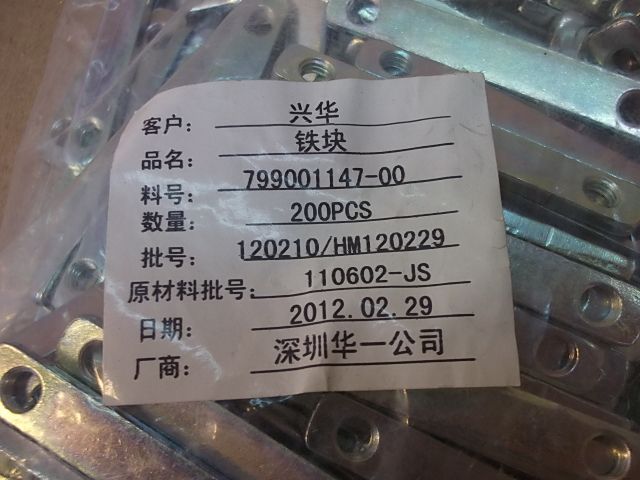 客户： 兴华
品名： 铁块
料号： 799001147-00
数量： 200PCS
批号： 120210/HM120229
原材料批号： 110602-JS
日期： 2012.02.29
厂商： 深圳华一公司